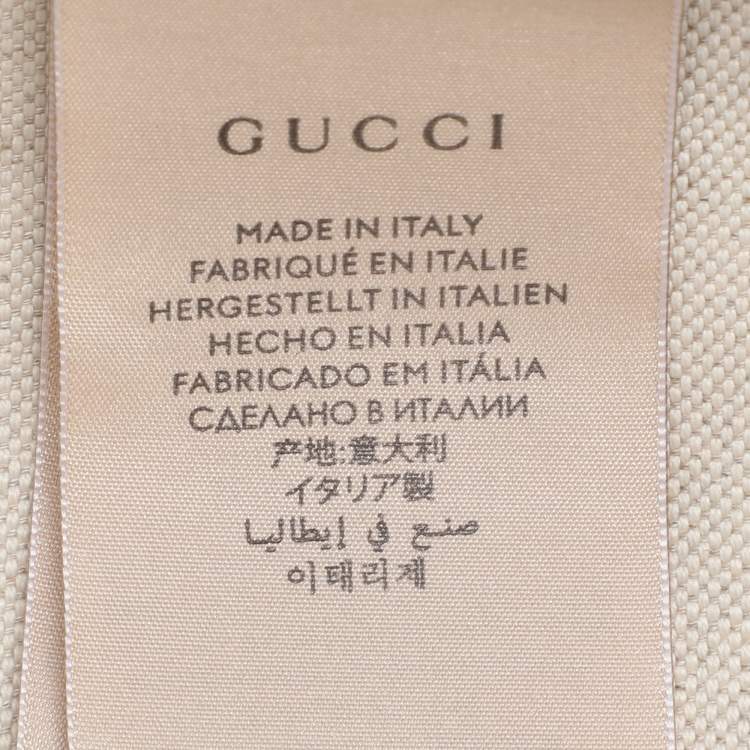 GUCCI
MADE IN ITALY
FABRIQUÉ EN ITALIE
HERGESTELLT IN ITALIEN
HECHO EN ITALIA
FABRICADO EM ITÁLIA
СДЕЛАНО В ИТАЛИИ
产地:意大利
イタリア製
صنع في إيطاليا
이태리제